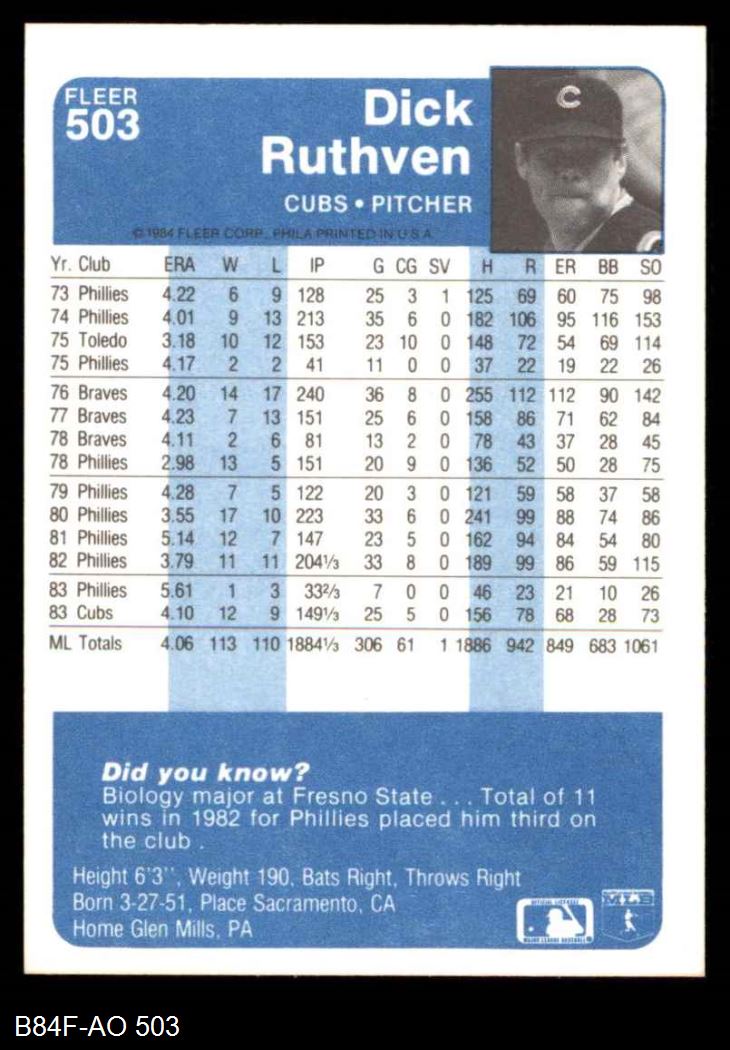 FLEER
503
Dick
Ruthven
CUBS • PITCHER
© 1984 FLEER CORP., PHILA PRINTED IN U.S.A.
C
Yr. Club ERA W L IP G CG SV H R ER BB SO
73 Phillies 4.22 6 9 128 25 3 1 125 69 60 75 98
74 Phillies 4.01 9 13 213 35 6 0 182 106 95 116 153
75 Toledo 3.18 10 12 153 23 10 0 148 72 54 69 114
75 Phillies 4.17 2 2 41 11 0 0 37 22 19 22 26
76 Braves 4.20 14 17 240 36 8 0 255 112 112 90 142
77 Braves 4.23 7 13 151 25 6 0 158 86 71 62 84
78 Braves 4.11 2 6 81 13 2 0 78 43 37 28 45
78 Phillies 2.98 13 5 151 20 9 0 136 52 50 28 75
79 Phillies 4.28 7 5 122 20 3 0 121 59 58 37 58
80 Phillies 3.55 17 10 223 33 6 0 241 99 88 74 86
81 Phillies 5.14 12 7 147 23 5 0 162 94 84 54 80
82 Phillies 3.79 11 11 204⅓ 33 8 0 189 99 86 59 115
83 Phillies 5.61 1 3 33⅔ 7 0 0 46 23 21 10 26
83 Cubs 4.10 12 9 149⅓ 25 5 0 156 78 68 28 73
ML Totals 4.06 113 110 1884⅓ 306 61 1 1886 942 849 683 1061
Did you know?
Biology major at Fresno State . . . Total of 11
wins in 1982 for Phillies placed him third on
the club .
Height 6'3'', Weight 190, Bats Right, Throws Right
Born 3-27-51, Place Sacramento, CA
Home Glen Mills, PA
MAJOR LEAGUE BASEBALL
MLB
B84F-AO 503